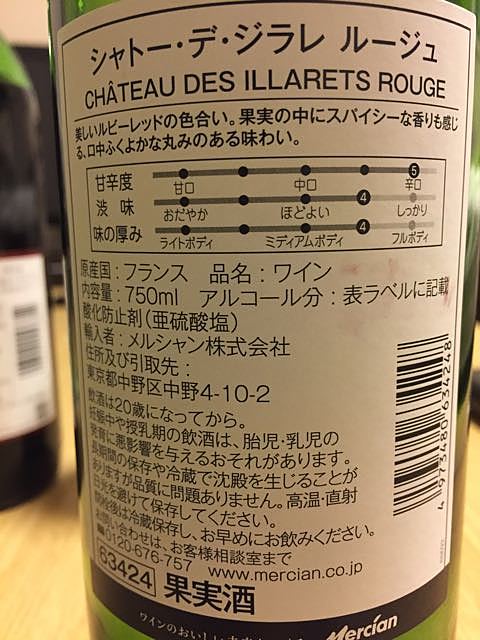 シャトー・デ・ジラレ ルージュ
CHÂTEAU DES ILLARETS ROUGE
美しいルビーレッドの色合い。果実の中にスパイシーな香りも感じ
る、口中ふくよかな丸みのある味わい。
甘辛度 5
甘口 中口 辛口
渋味 4
おだやか ほどよい しっかり
味の厚み 4
ライトボディ ミディアムボディ フルボディ
原産国：フランス 品名：ワイン
内容量：750ml アルコール分：表ラベルに記載
酸化防止剤（亜硫酸塩）
輸入者：メルシャン株式会社
住所及び引取先：
東京都中野区中野4-10-2
飲酒は20歳になってから。
妊娠中や授乳期の飲酒は、胎児・乳児の
発育に悪影響を与えるおそれがあります。
長期間の保存や冷蔵で沈殿を生じることが
ありますが品質に問題ありません。高温・直射
日光を避けて保存してください。
開栓後は冷蔵保存し、お早めにお飲みください。
■お問い合わせは、お客様相談室まで
0120-676-757 www.mercian.co.jp
63424 果実酒
4 973480 634248
ワインのおいしい Mercian